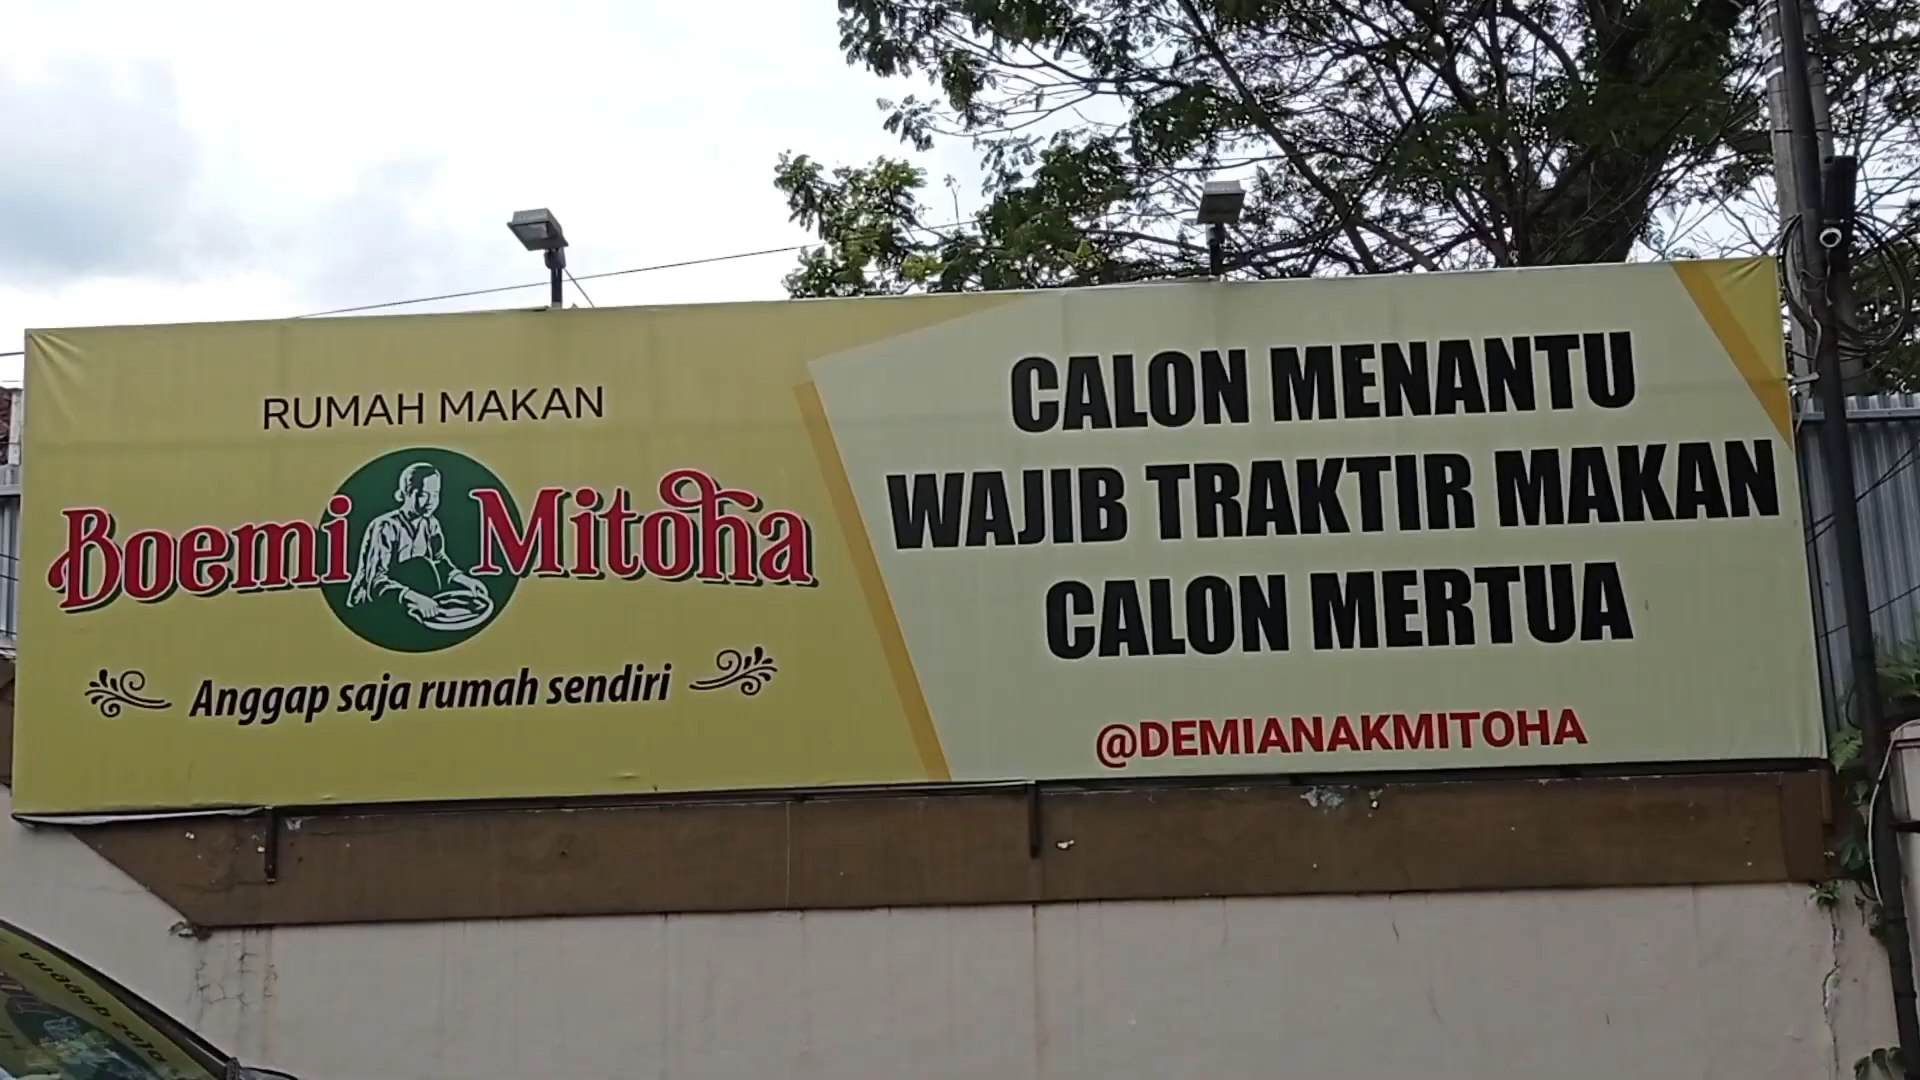 RUMAH MAKAN
Boemi Mitoha
Anggap saja rumah sendiri
CALON MENANTU
WAJIB TRAKTIR MAKAN
CALON MERTUA
@DEMIANAKMITOHA